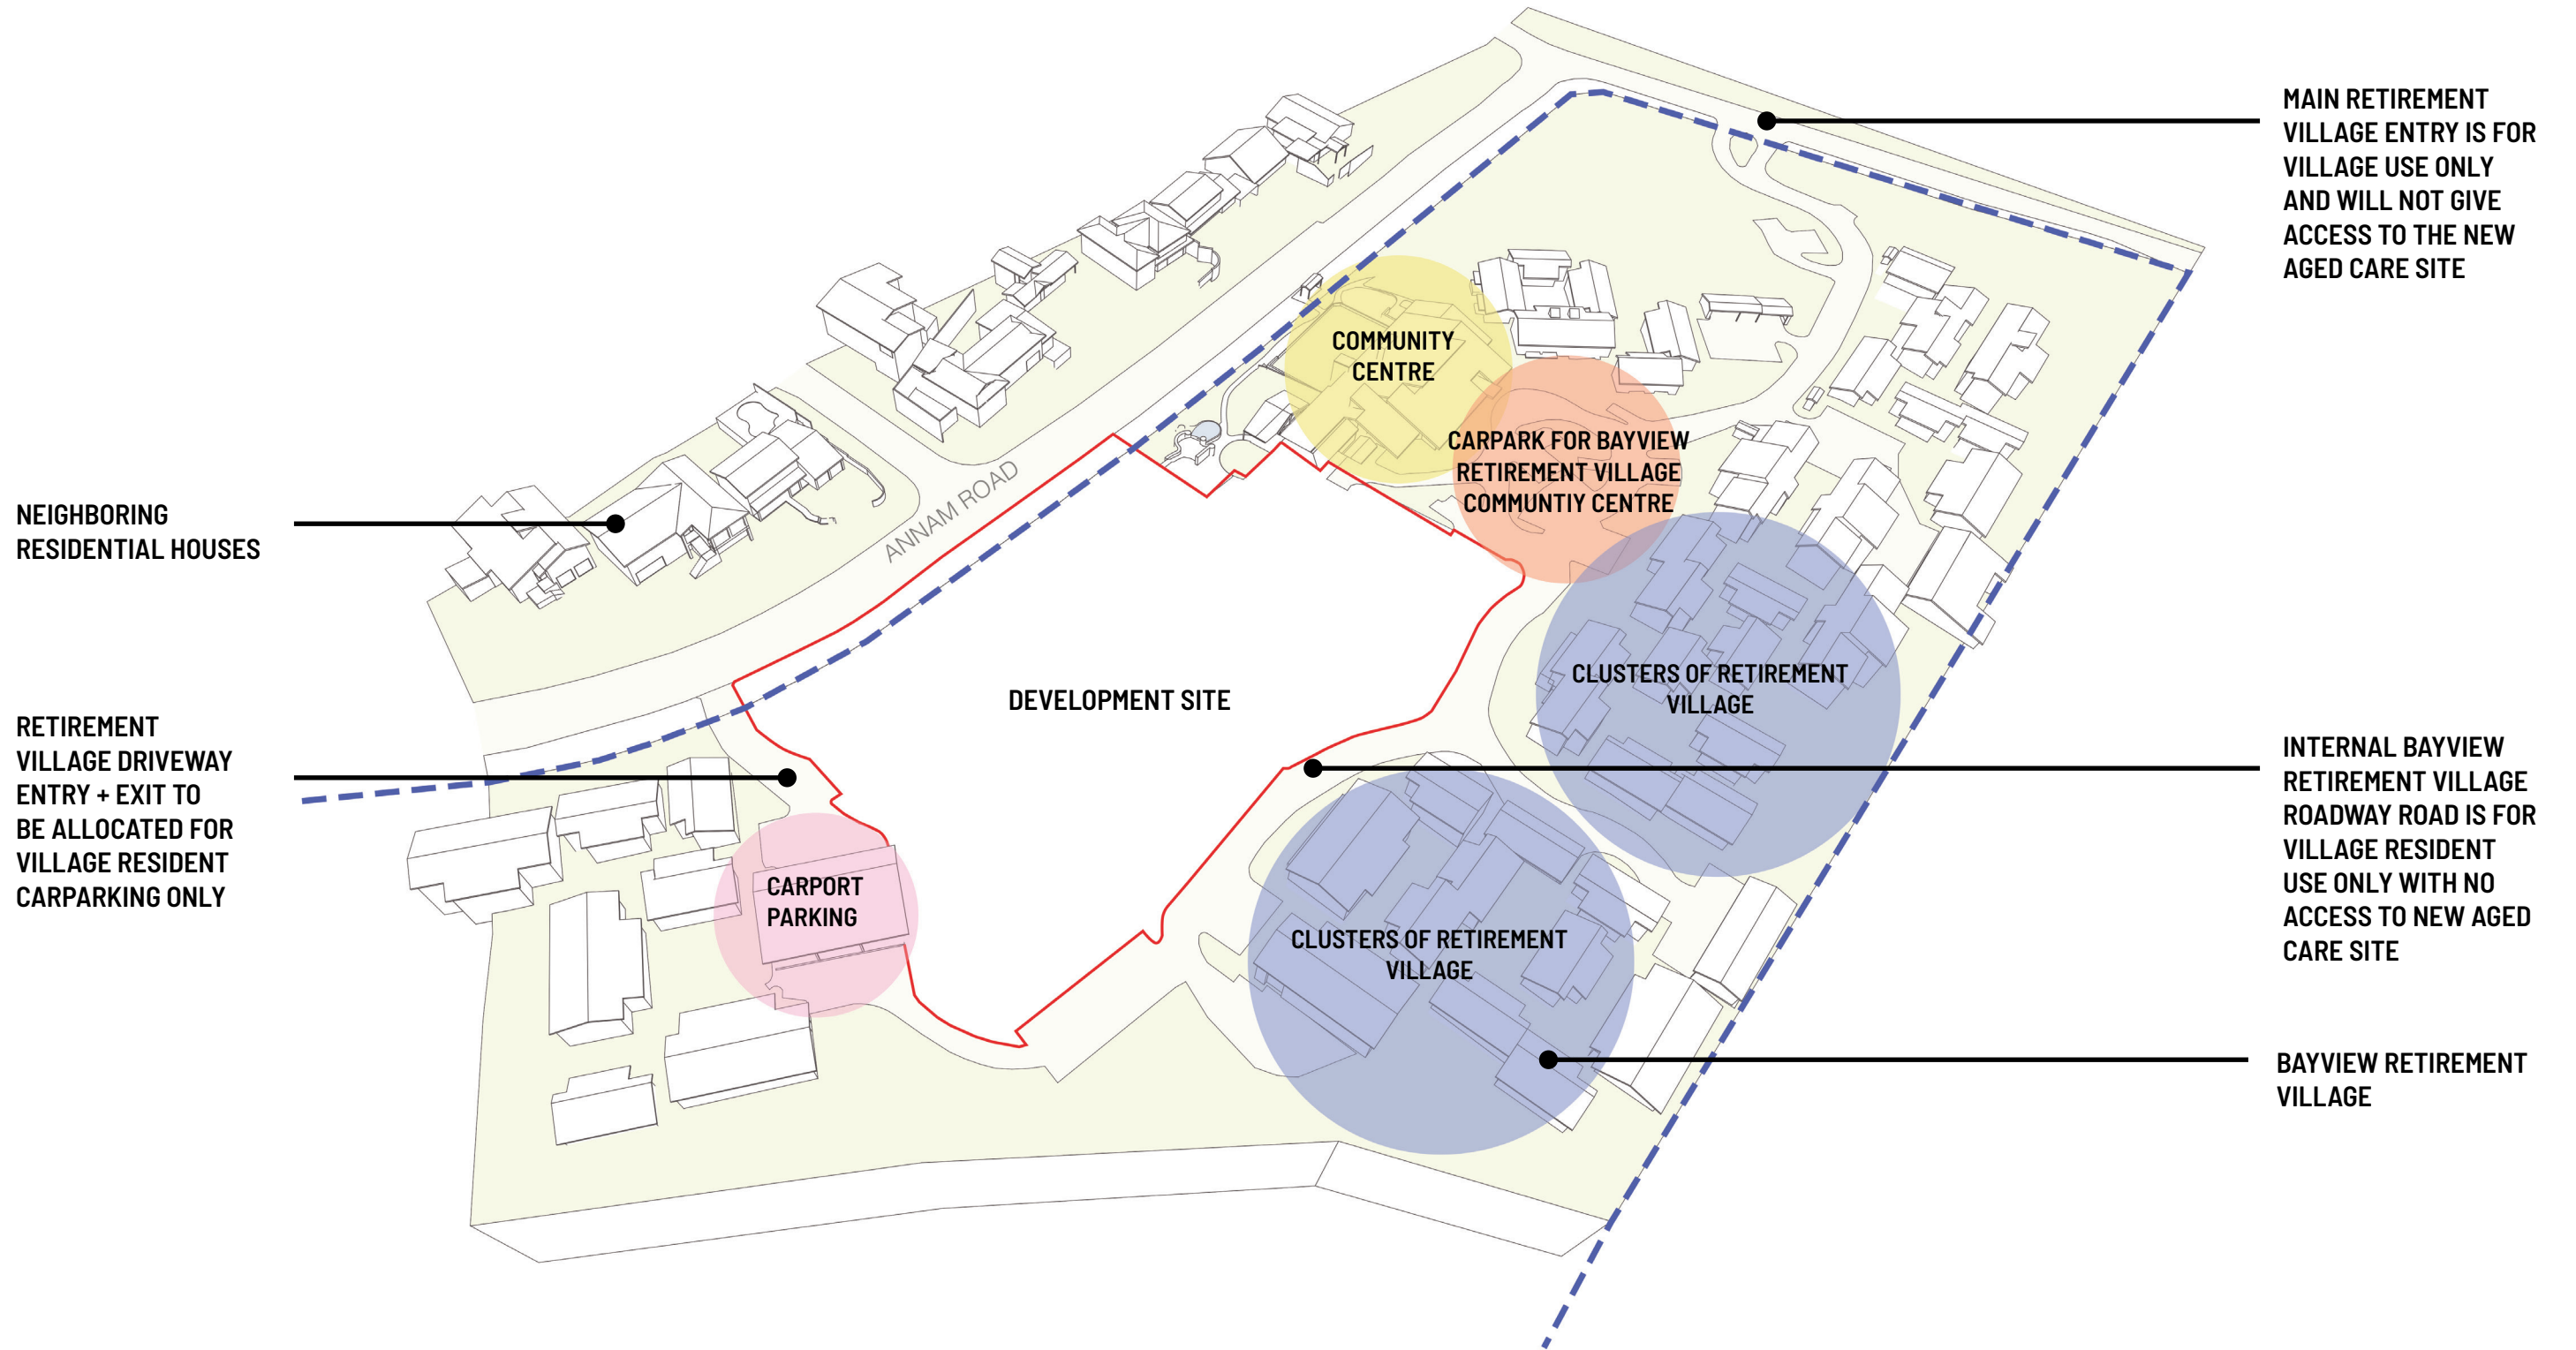 MAIN RETIREMENT
VILLAGE ENTRY IS FOR
VILLAGE USE ONLY
AND WILL NOT GIVE
ACCESS TO THE NEW
AGED CARE SITE
COMMUNITY
CENTRE
CARPARK FOR BAYVIEW
RETIREMENT VILLAGE
COMMUNTIY CENTRE
NEIGHBORING
RESIDENTIAL HOUSES
ANNAM ROAD
CLUSTERS OF RETIREMENT
VILLAGE
DEVELOPMENT SITE
RETIREMENT
VILLAGE DRIVEWAY
ENTRY + EXIT TO
BE ALLOCATED FOR
VILLAGE RESIDENT
CARPARKING ONLY
INTERNAL BAYVIEW
RETIREMENT VILLAGE
ROADWAY ROAD IS FOR
VILLAGE RESIDENT
USE ONLY WITH NO
ACCESS TO NEW AGED
CARE SITE
CARPORT
PARKING
CLUSTERS OF RETIREMENT
VILLAGE
BAYVIEW RETIREMENT
VILLAGE